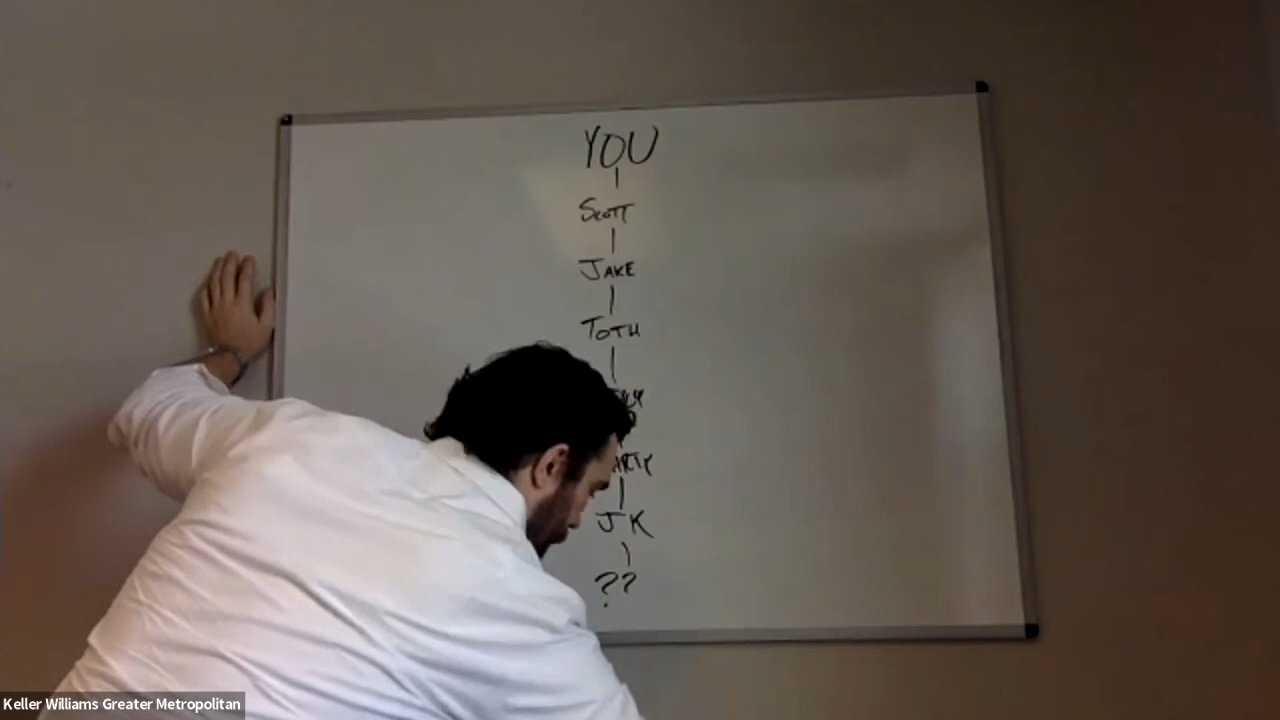 YOU
SCOTT
JAKE
TOTH
JK
??
Keller Williams Greater Metropolitan